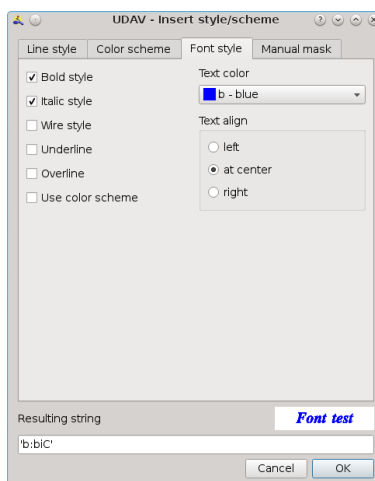 UDAV - Insert style/scheme
Line style Color scheme Font style Manual mask
Bold style
Italic style
Wire style
Underline
Overline
Use color scheme
Text color
b - blue
Text align
left
at center
right
Resulting string
Font test
'b:biC'
Cancel OK